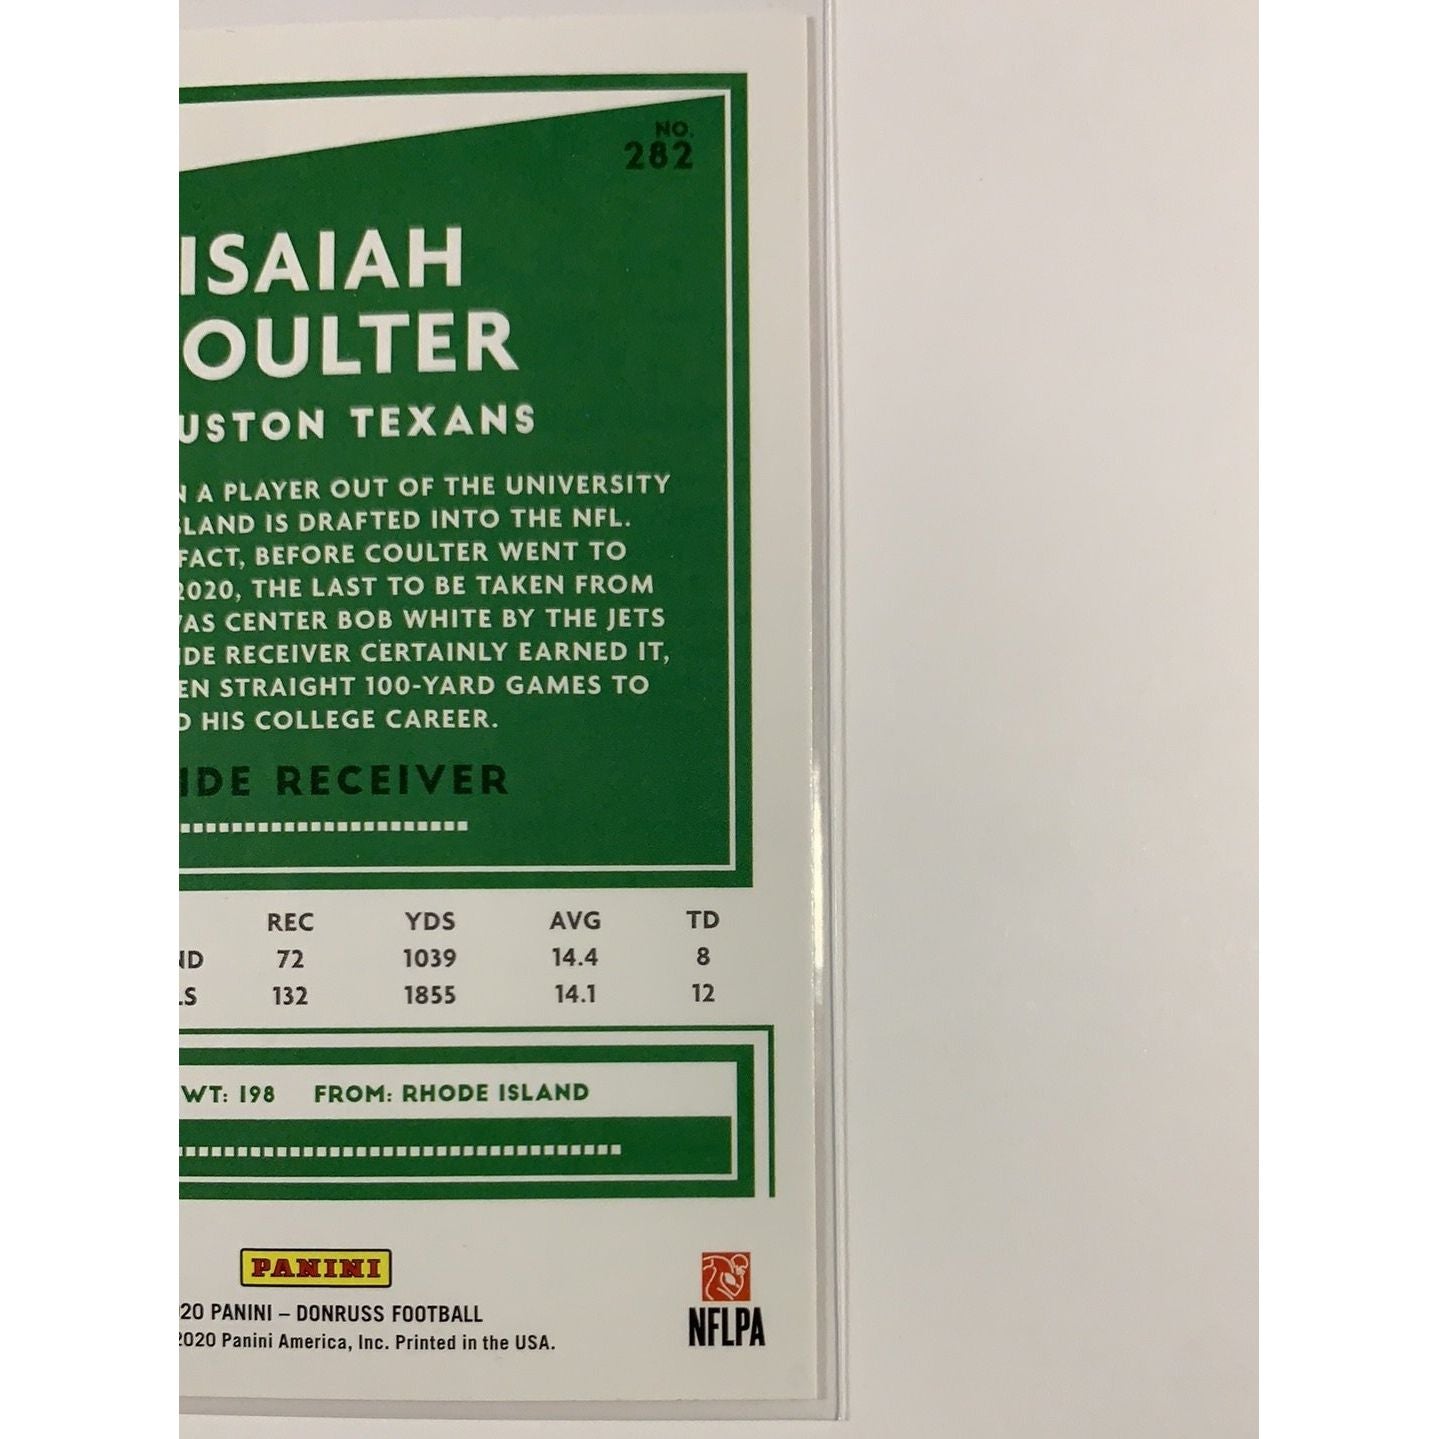 NO.
282
ISAIAH
OULTER
USTON TEXANS
A PLAYER OUT OF THE UNIVERSITY
SLAND IS DRAFTED INTO THE NFL.
FACT, BEFORE COULTER WENT TO
2020, THE LAST TO BE TAKEN FROM
AS CENTER BOB WHITE BY THE JETS
IDE RECEIVER CERTAINLY EARNED IT,
EN STRAIGHT 100-YARD GAMES TO
D HIS COLLEGE CAREER.
IDE RECEIVER
REC YDS AVG TD
ND 72 1039 14.4 8
LS 132 1855 14.1 12
WT: 198 FROM: RHODE ISLAND
PANINI
20 PANINI – DONRUSS FOOTBALL
2020 Panini America, Inc. Printed in the USA.
NFLPA